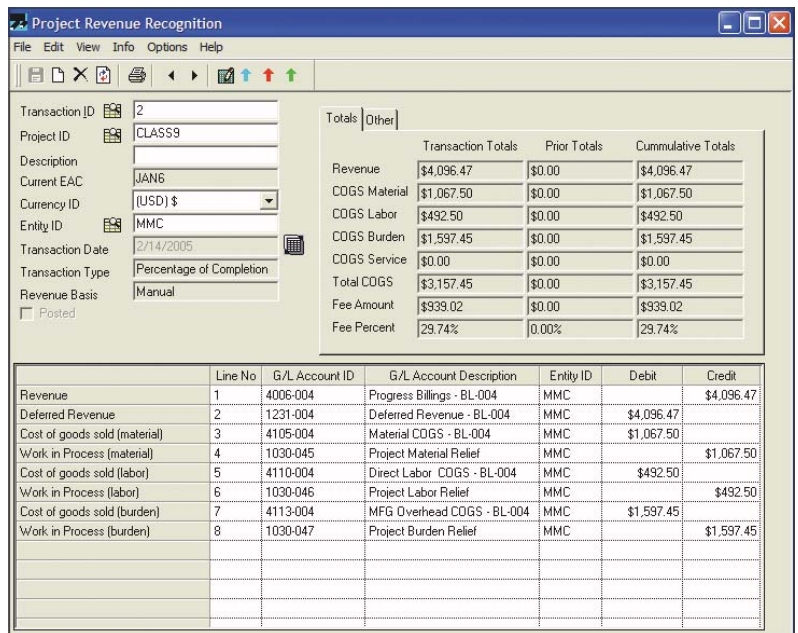 Project Revenue Recognition
File Edit View Info Options Help
Transaction ID 2
Project ID CLASS9
Description
Current EAC JAN6
Currency ID (USD) $
Entity ID MMC
Transaction Date 2/14/2005
Transaction Type Percentage of Completion
Revenue Basis Manual
Posted
Totals Other
Transaction Totals Prior Totals Cummulative Totals
Revenue $4,096.47 $0.00 $4,096.47
COGS Material $1,067.50 $0.00 $1,067.50
COGS Labor $492.50 $0.00 $492.50
COGS Burden $1,597.45 $0.00 $1,597.45
COGS Service $0.00 $0.00 $0.00
Total COGS $3,157.45 $0.00 $3,157.45
Fee Amount $939.02 $0.00 $939.02
Fee Percent 29.74% 0.00% 29.74%
Line No G/L Account ID G/L Account Description Entity ID Debit Credit
Revenue 1 4006-004 Progress Billings - BL-004 MMC $4,096.47
Deferred Revenue 2 1231-004 Deferred Revenue - BL-004 MMC $4,096.47
Cost of goods sold (material) 3 4105-004 Material COGS - BL-004 MMC $1,067.50
Work in Process (material) 4 1030-045 Project Material Relief MMC $1,067.50
Cost of goods sold (labor) 5 4110-004 Direct Labor COGS - BL-004 MMC $492.50
Work in Process (labor) 6 1030-046 Project Labor Relief MMC $492.50
Cost of goods sold (burden) 7 4113-004 MFG Overhead COGS - BL-004 MMC $1,597.45
Work in Process (burden) 8 1030-047 Project Burden Relief MMC $1,597.45